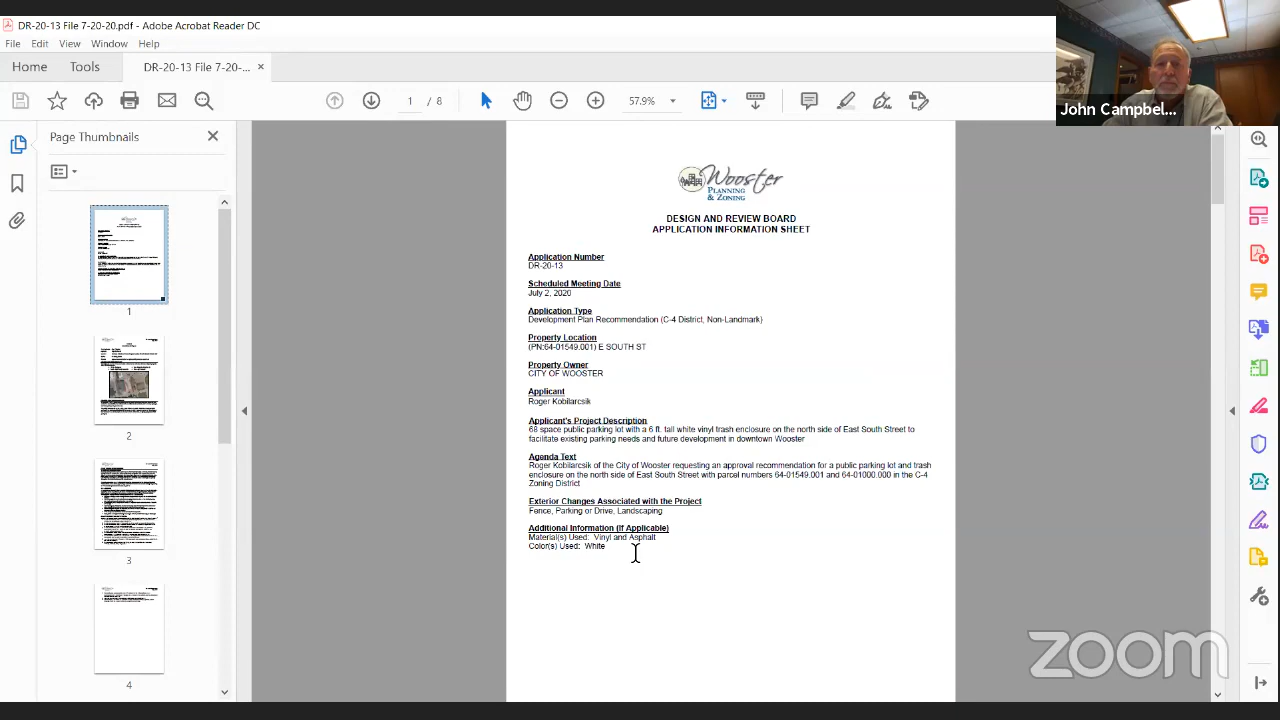 DR-20-13 File 7-20-20.pdf - Adobe Acrobat Reader DC
File Edit View Window Help
Home Tools DR-20-13 File 7-20-... ×
1 / 8 57.9%
John Campbel...
Page Thumbnails
1
2
3
4
Wooster
PLANNING
& ZONING
DESIGN AND REVIEW BOARD
APPLICATION INFORMATION SHEET
Application Number
DR-20-13
Scheduled Meeting Date
July 2, 2020
Application Type
Development Plan Recommendation (C-4 District, Non-Landmark)
Property Location
(PN:64-01549.001) E SOUTH ST
Property Owner
CITY OF WOOSTER
Applicant
Roger Kobilarcsik
Applicant's Project Description
68 space public parking lot with a 6 ft. tall white vinyl trash enclosure on the north side of East South Street to
facilitate existing parking needs and future development in downtown Wooster
Agenda Text
Roger Kobilarcsik of the City of Wooster requesting an approval recommendation for a public parking lot and trash
enclosure on the north side of East South Street with parcel numbers 64-01549.001 and 64-01000.000 in the C-4
Zoning District
Exterior Changes Associated with the Project
Fence, Parking or Drive, Landscaping
Additional Information (If Applicable)
Material(s) Used: Vinyl and Asphalt
Color(s) Used: White
zoom